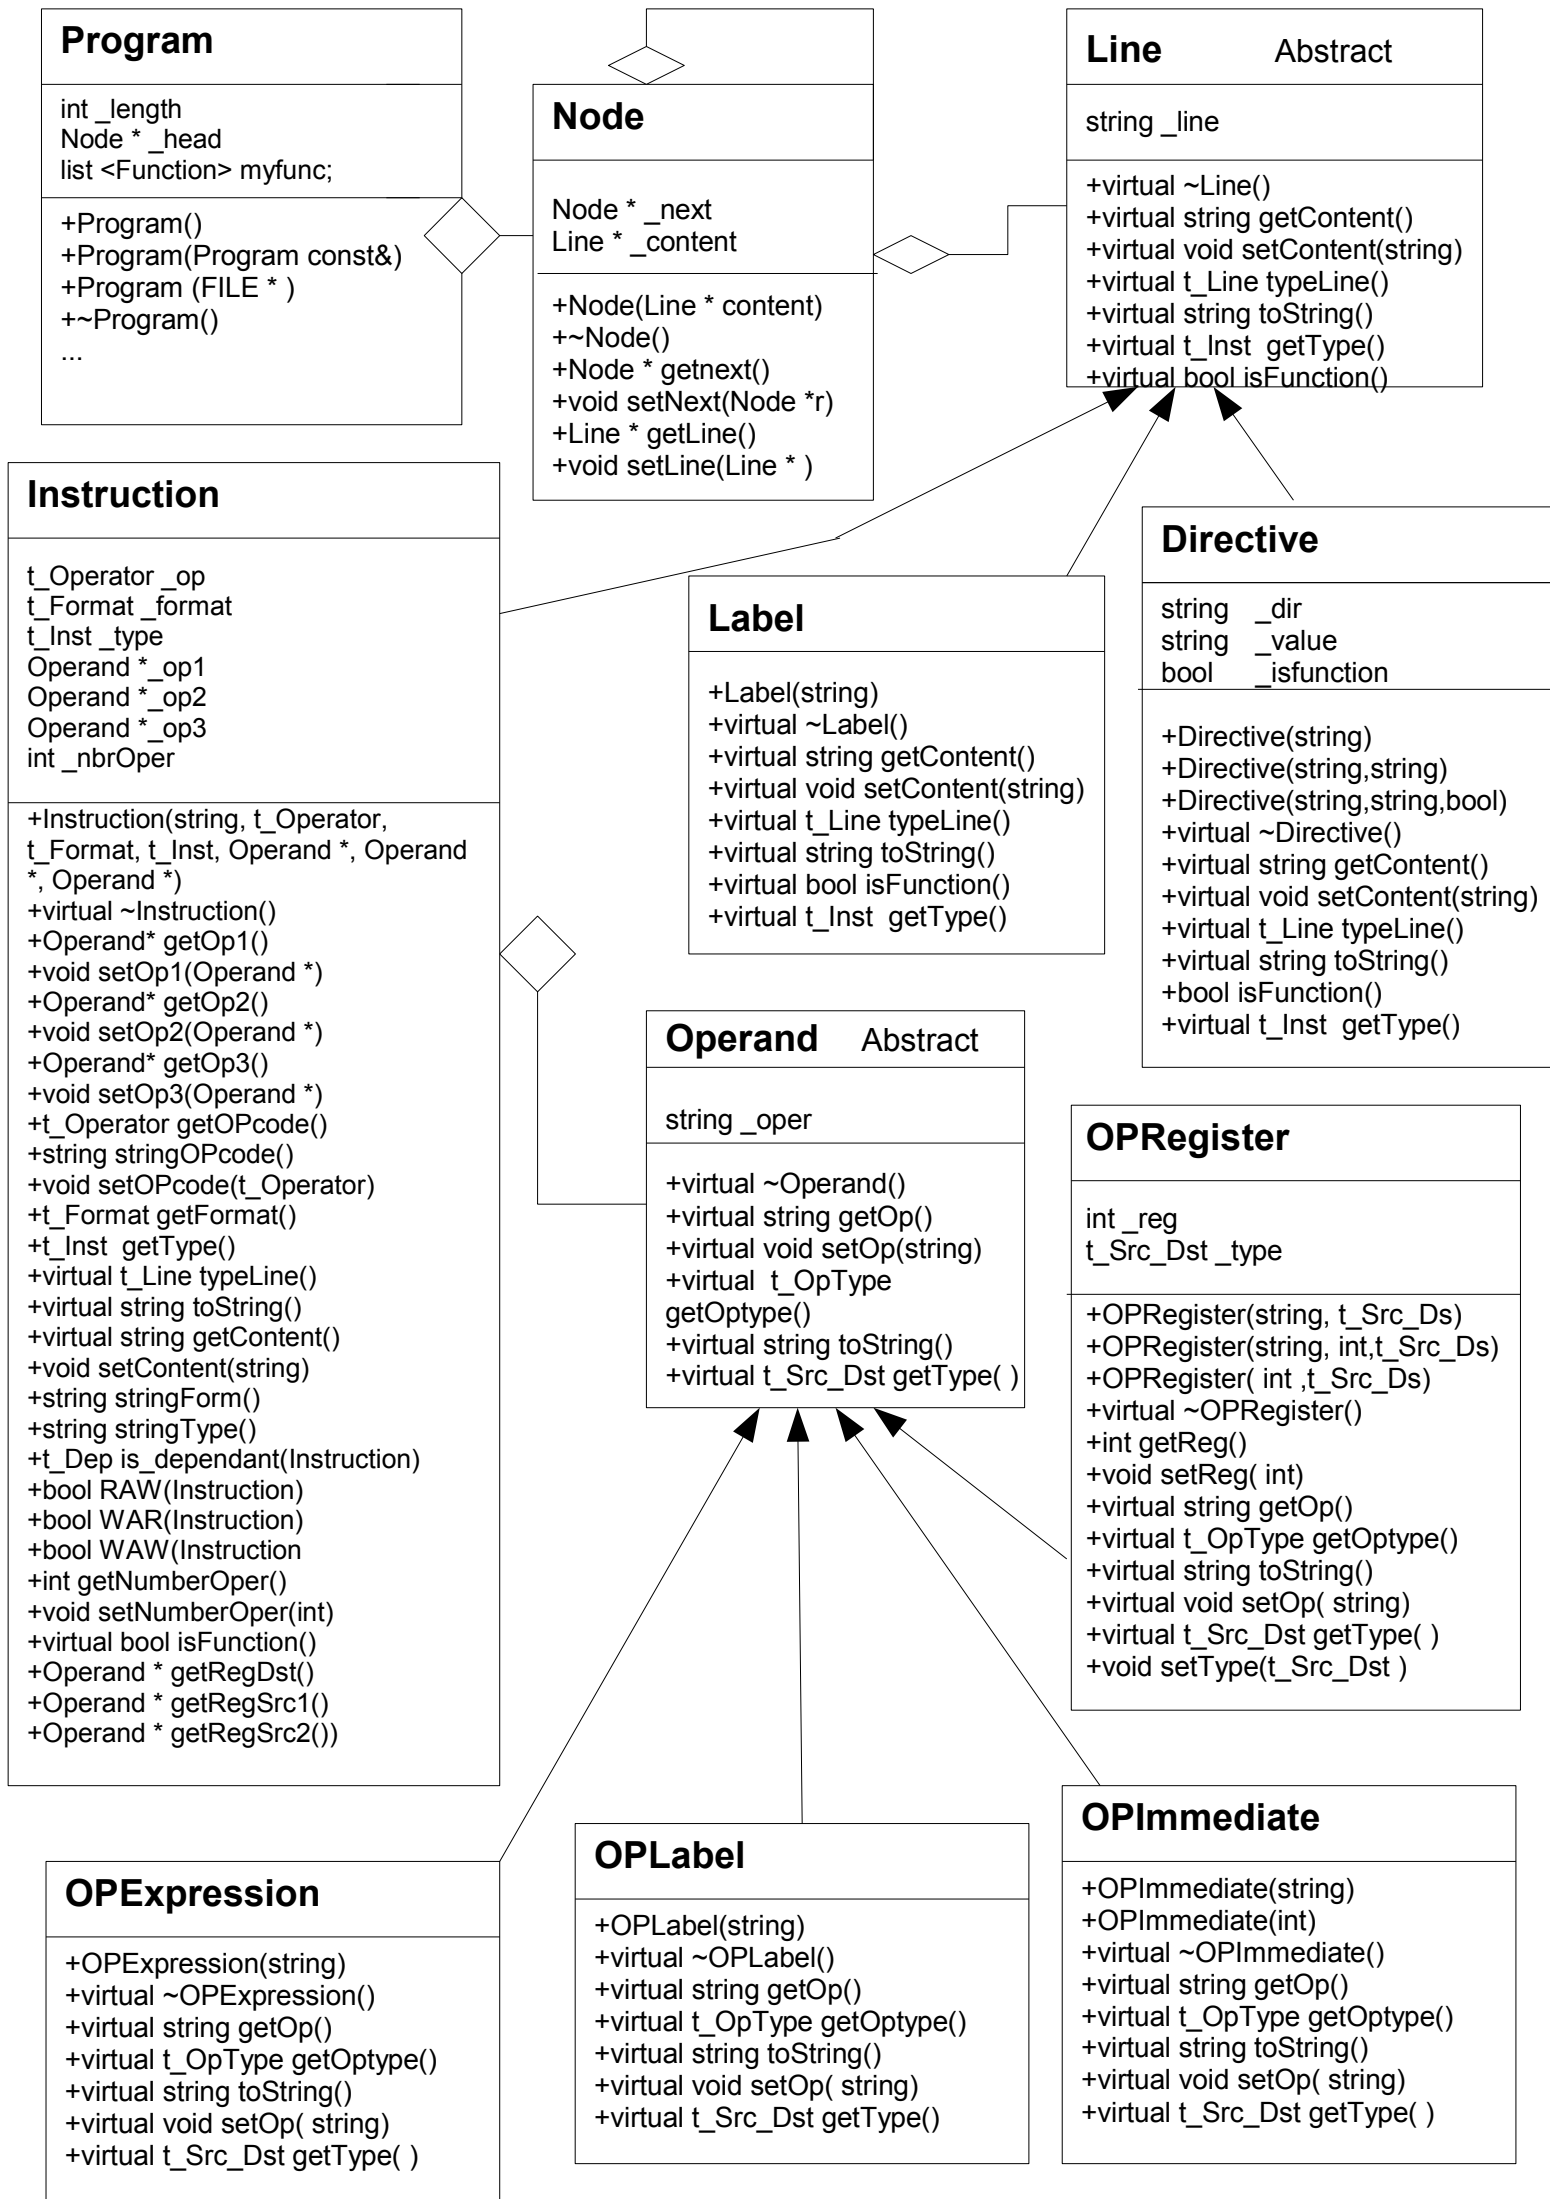 Program
int _length
Node * _head
list <Function> myfunc;
+Program()
+Program(Program const&)
+Program (FILE * )
+~Program()
...
Node
Node * _next
Line * _content
+Node(Line * content)
+~Node()
+Node * getnext()
+void setNext(Node *r)
+Line * getLine()
+void setLine(Line * )
Line Abstract
string _line
+virtual ~Line()
+virtual string getContent()
+virtual void setContent(string)
+virtual t_Line typeLine()
+virtual string toString()
+virtual t_Inst getType()
+virtual bool isFunction()
Instruction
t_Operator _op
t_Format _format
t_Inst _type
Operand *_op1
Operand *_op2
Operand *_op3
int _nbrOper
+Instruction(string, t_Operator,
t_Format, t_Inst, Operand *, Operand
*, Operand *)
+virtual ~Instruction()
+Operand* getOp1()
+void setOp1(Operand *)
+Operand* getOp2()
+void setOp2(Operand *)
+Operand* getOp3()
+void setOp3(Operand *)
+t_Operator getOPcode()
+string stringOPcode()
+void setOPcode(t_Operator)
+t_Format getFormat()
+t_Inst getType()
+virtual t_Line typeLine()
+virtual string toString()
+virtual string getContent()
+void setContent(string)
+string stringForm()
+string stringType()
+t_Dep is_dependant(Instruction)
+bool RAW(Instruction)
+bool WAR(Instruction)
+bool WAW(Instruction
+int getNumberOper()
+void setNumberOper(int)
+virtual bool isFunction()
+Operand * getRegDst()
+Operand * getRegSrc1()
+Operand * getRegSrc2())
Label
+Label(string)
+virtual ~Label()
+virtual string getContent()
+virtual void setContent(string)
+virtual t_Line typeLine()
+virtual string toString()
+virtual bool isFunction()
+virtual t_Inst getType()
Directive
string _dir
string _value
bool _isfunction
+Directive(string)
+Directive(string,string)
+Directive(string,string,bool)
+virtual ~Directive()
+virtual string getContent()
+virtual void setContent(string)
+virtual t_Line typeLine()
+virtual string toString()
+bool isFunction()
+virtual t_Inst getType()
Operand Abstract
string _oper
+virtual ~Operand()
+virtual string getOp()
+virtual void setOp(string)
+virtual t_OpType
getOptype()
+virtual string toString()
+virtual t_Src_Dst getType( )
OPRegister
int _reg
t_Src_Dst _type
+OPRegister(string, t_Src_Ds)
+OPRegister(string, int,t_Src_Ds)
+OPRegister( int ,t_Src_Ds)
+virtual ~OPRegister()
+int getReg()
+void setReg( int)
+virtual string getOp()
+virtual t_OpType getOptype()
+virtual string toString()
+virtual void setOp( string)
+virtual t_Src_Dst getType( )
+void setType(t_Src_Dst )
OPExpression
+OPExpression(string)
+virtual ~OPExpression()
+virtual string getOp()
+virtual t_OpType getOptype()
+virtual string toString()
+virtual void setOp( string)
+virtual t_Src_Dst getType( )
OPLabel
+OPLabel(string)
+virtual ~OPLabel()
+virtual string getOp()
+virtual t_OpType getOptype()
+virtual string toString()
+virtual void setOp( string)
+virtual t_Src_Dst getType()
OPImmediate
+OPImmediate(string)
+OPImmediate(int)
+virtual ~OPImmediate()
+virtual string getOp()
+virtual t_OpType getOptype()
+virtual string toString()
+virtual void setOp( string)
+virtual t_Src_Dst getType( )